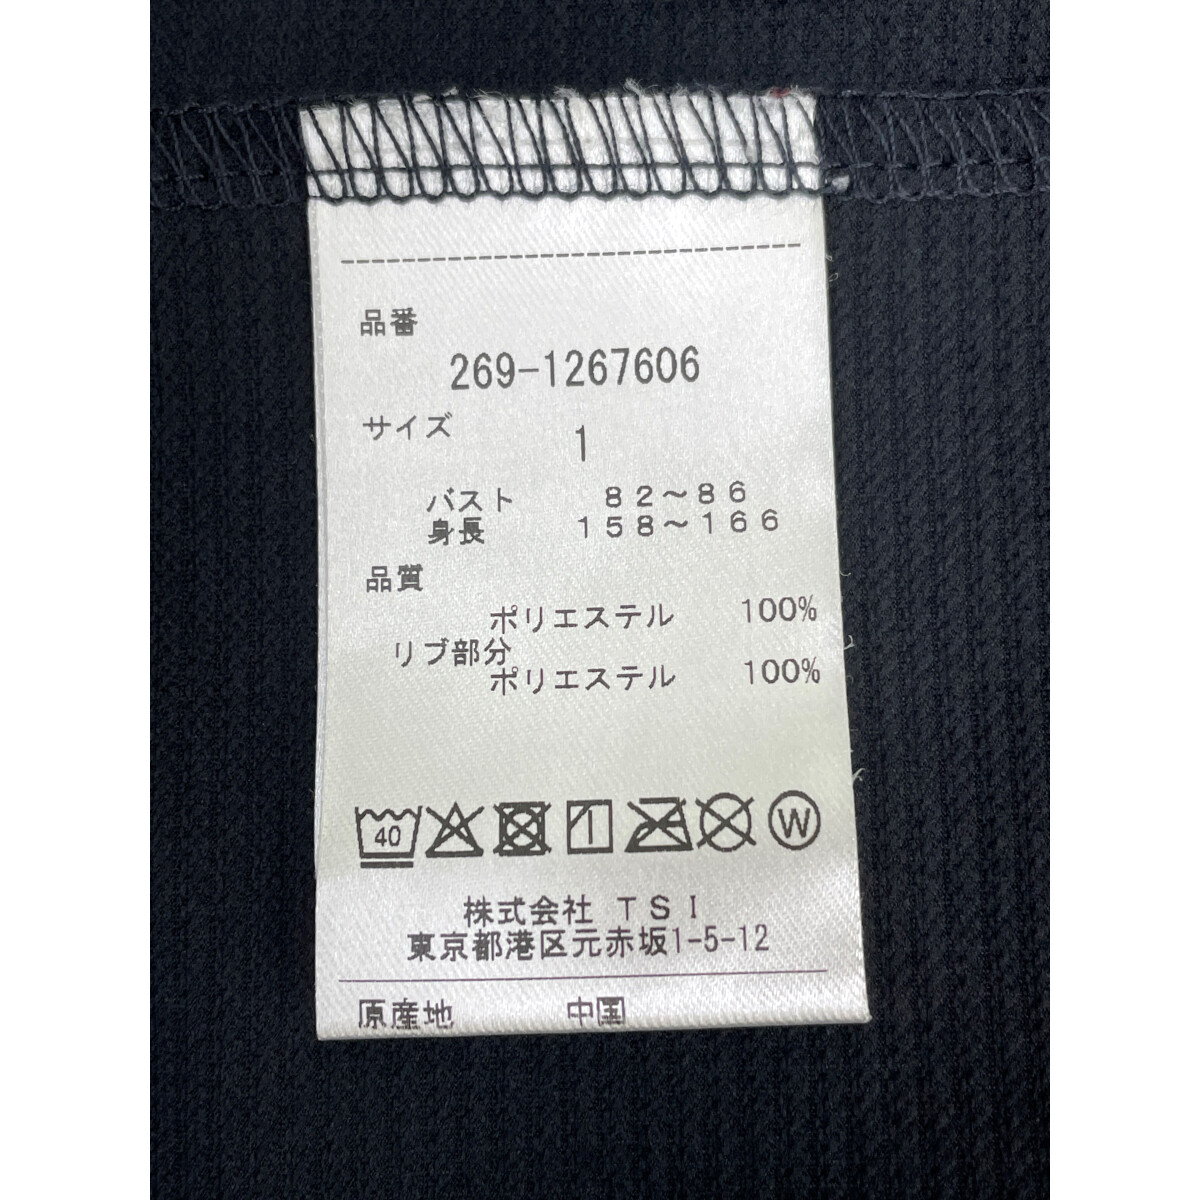 品番
269-1267606
サイズ 1
バスト 82～86
身長 158～166
品質
ポリエステル 100%
リブ部分
ポリエステル 100%
40 W
株式会社 TSI
東京都港区元赤坂1-5-12
原産地 中国